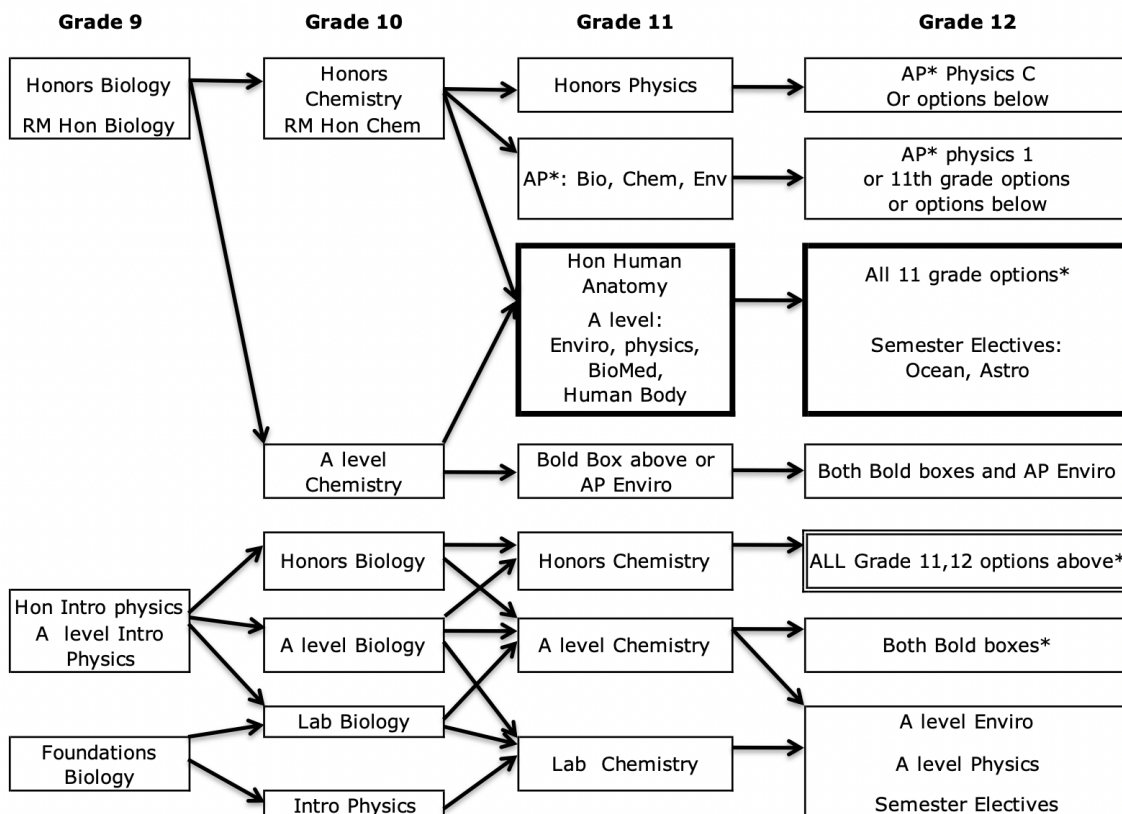 Grade 9
Grade 10
Grade 11
Grade 12
Honors Biology
RM Hon Biology
Honors
Chemistry
RM Hon Chem
Honors Physics
AP* Physics C
Or options below
AP*: Bio, Chem, Env
AP* physics 1
or 11th grade options
or options below
Hon Human
Anatomy
A level:
Enviro, physics,
BioMed,
Human Body
All 11 grade options*
Semester Electives:
Ocean, Astro
A level
Chemistry
Bold Box above or
AP Enviro
Both Bold boxes and AP Enviro
Hon Intro physics
A level Intro
Physics
Honors Biology
Honors Chemistry
ALL Grade 11,12 options above*
A level Biology
A level Chemistry
Both Bold boxes*
Foundations
Biology
Lab Biology
Intro Physics
Lab Chemistry
A level Enviro
A level Physics
Semester Electives